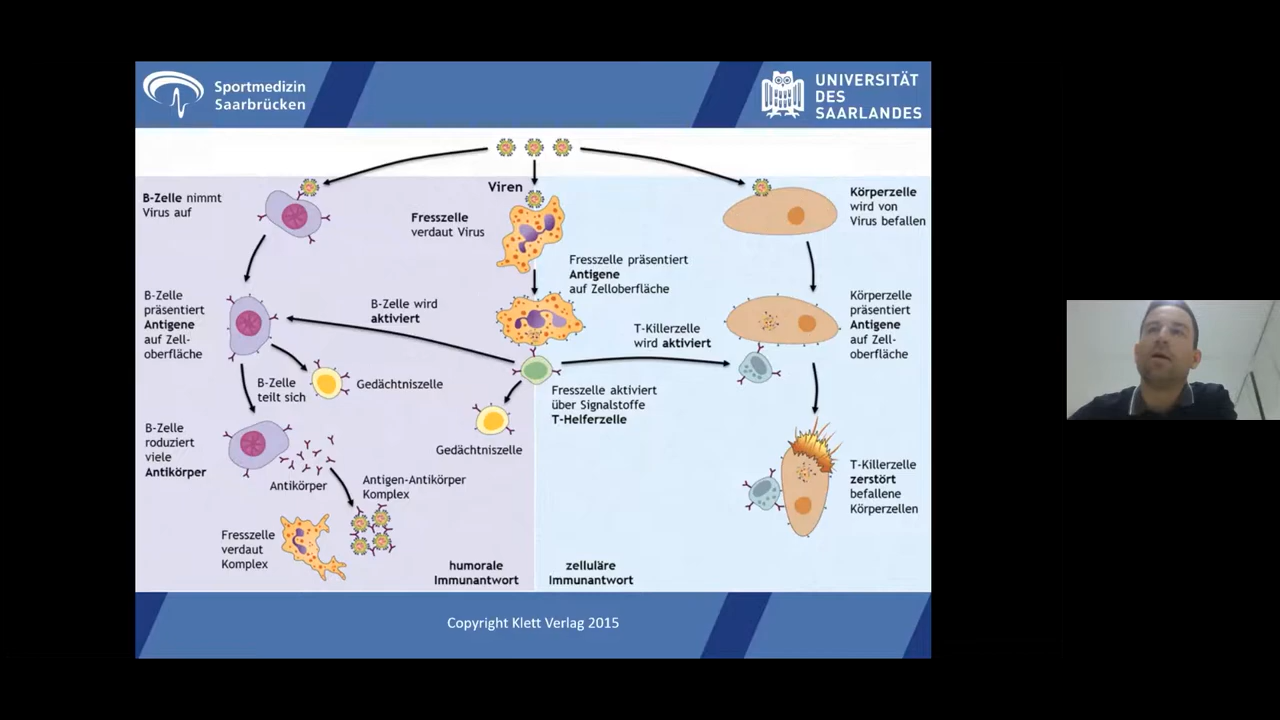 Sportmedizin
Saarbrücken
UNIVERSITÄT
DES
SAARLANDES
Viren
B-Zelle nimmt
Virus auf
Fresszelle
verdaut Virus
Körperzelle
wird von
Virus befallen
Fresszelle präsentiert
Antigene
auf Zelloberfläche
B-Zelle
präsentiert
Antigene
auf Zell-
oberfläche
B-Zelle wird
aktiviert
T-Killerzelle
wird aktiviert
Körperzelle
präsentiert
Antigene
auf Zell-
oberfläche
B-Zelle
teilt sich
Gedächtniszelle
Fresszelle aktiviert
über Signalstoffe
T-Helferzelle
Gedächtniszelle
B-Zelle
roduziert
viele
Antikörper
Antikörper
Antigen-Antikörper
Komplex
T-Killerzelle
zerstört
befallene
Körperzellen
Fresszelle
verdaut
Komplex
humorale
Immunantwort
zelluläre
Immunantwort
Copyright Klett Verlag 2015